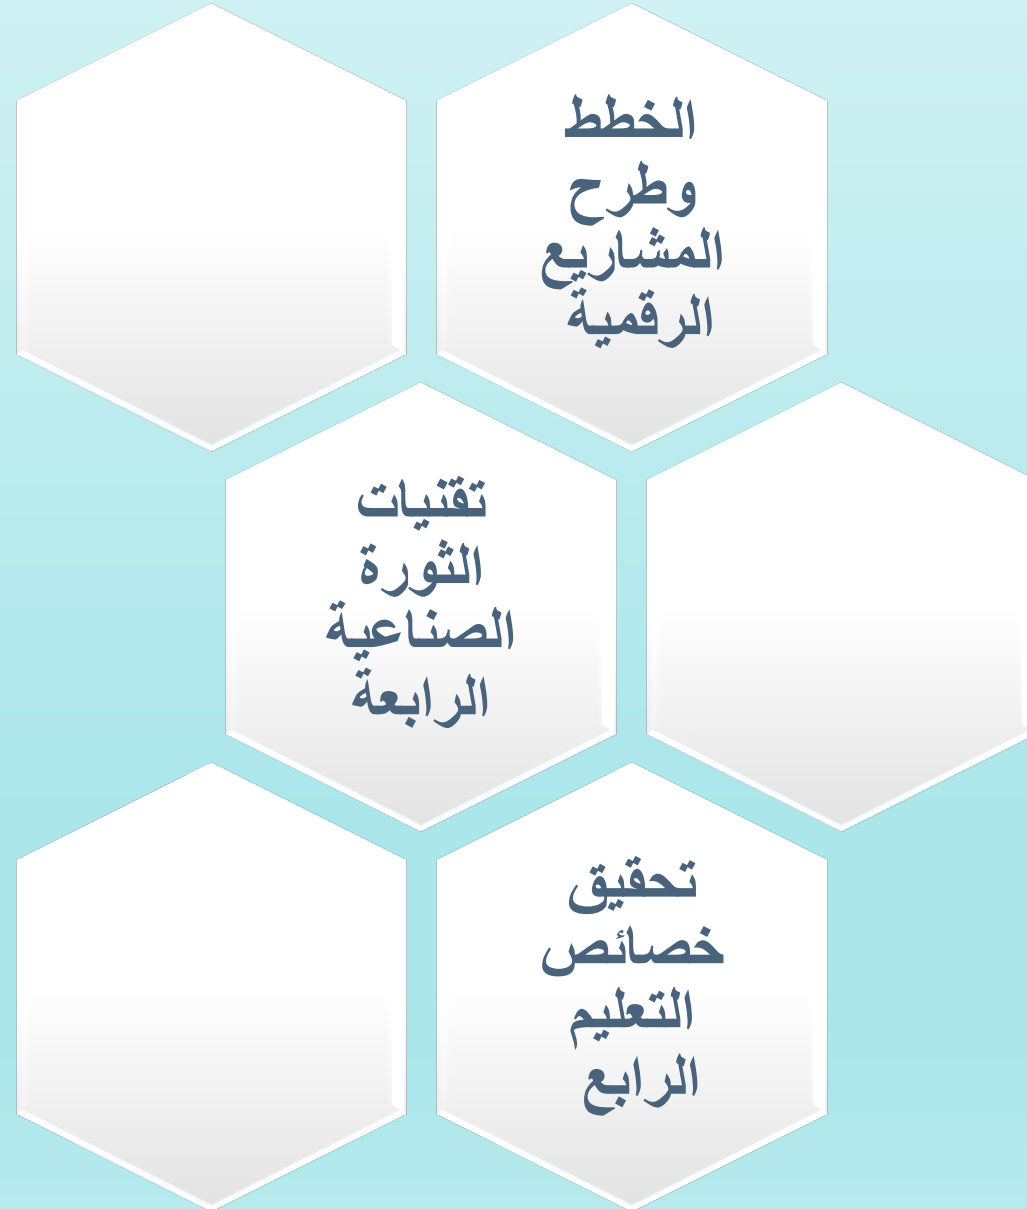 الخطط
وطرح
المشاريع
الرقمية
تقنيات
الثورة
الصناعية
الرابعة
تحقيق
خصائص
التعليم
الرابع